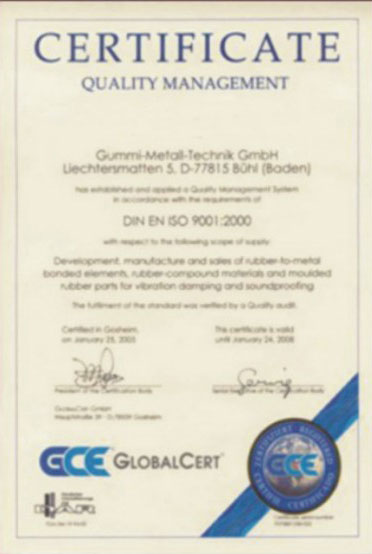 CERTIFICATE
QUALITY MANAGEMENT
Gummi-Metall-Technik GmbH
Liechtersmatten 5, D-77815 Bühl (Baden)
has established and applied a Quality Management System
in accordance with the requirements of
DIN EN ISO 9001:2000
with respect to the following scope of supply:
Development, manufacture and sales of rubber-to-metal
bonded elements, rubber-compound materials and moulded
rubber parts for vibration damping and soundproofing
The fulfilment of the standard was verified by a Quality audit.
Certified in Gosheim,
on January 25, 2005
This certificate is valid
until January 24, 2008
President of the Certification Body
of the Certification Body
GlobalCert GmbH
Gosheim
GCE GLOBALCERT
GCE